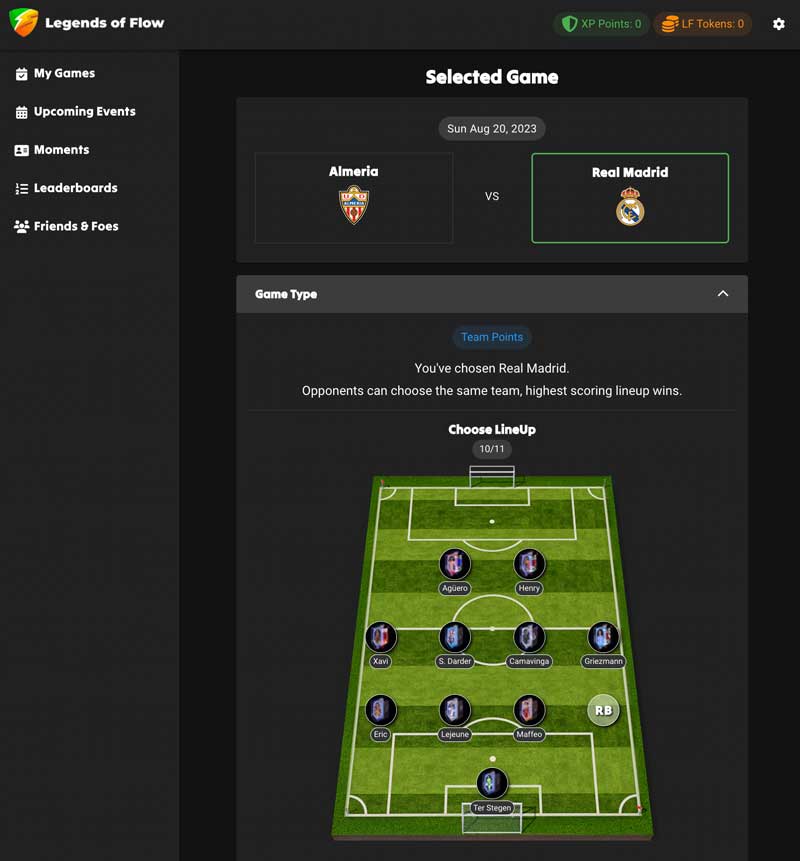 Legends of Flow
XP Points: 0
LF Tokens: 0
My Games
Upcoming Events
Moments
Leaderboards
Friends & Foes
Selected Game
Sun Aug 20, 2023
Almeria
VS
Real Madrid
Game Type
Team Points
You've chosen Real Madrid.
Opponents can choose the same team, highest scoring lineup wins.
Choose LineUp
10/11
Agüero
Henry
Xavi
S. Darder
Camavinga
Griezmann
Eric
Lejeune
Maffeo
RB
Ter Stegen